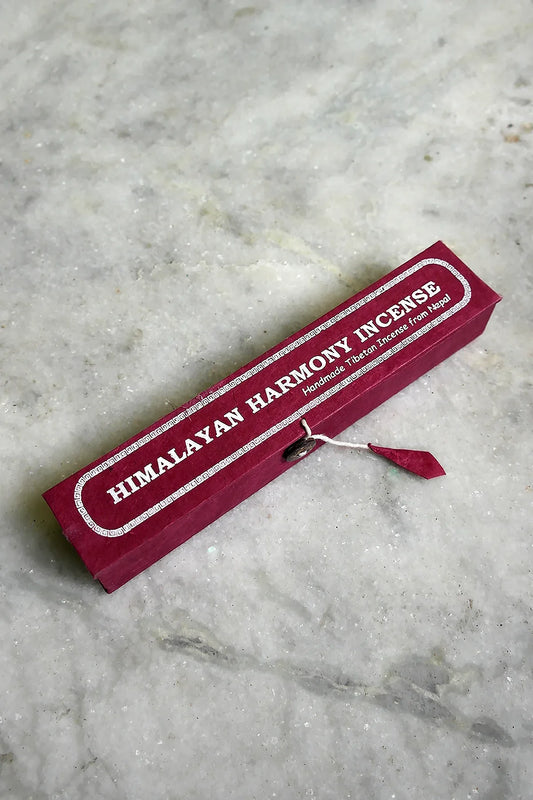 HIMALAYAN HARMONY INCENSE
Handmade Tibetan Incense from Nepal